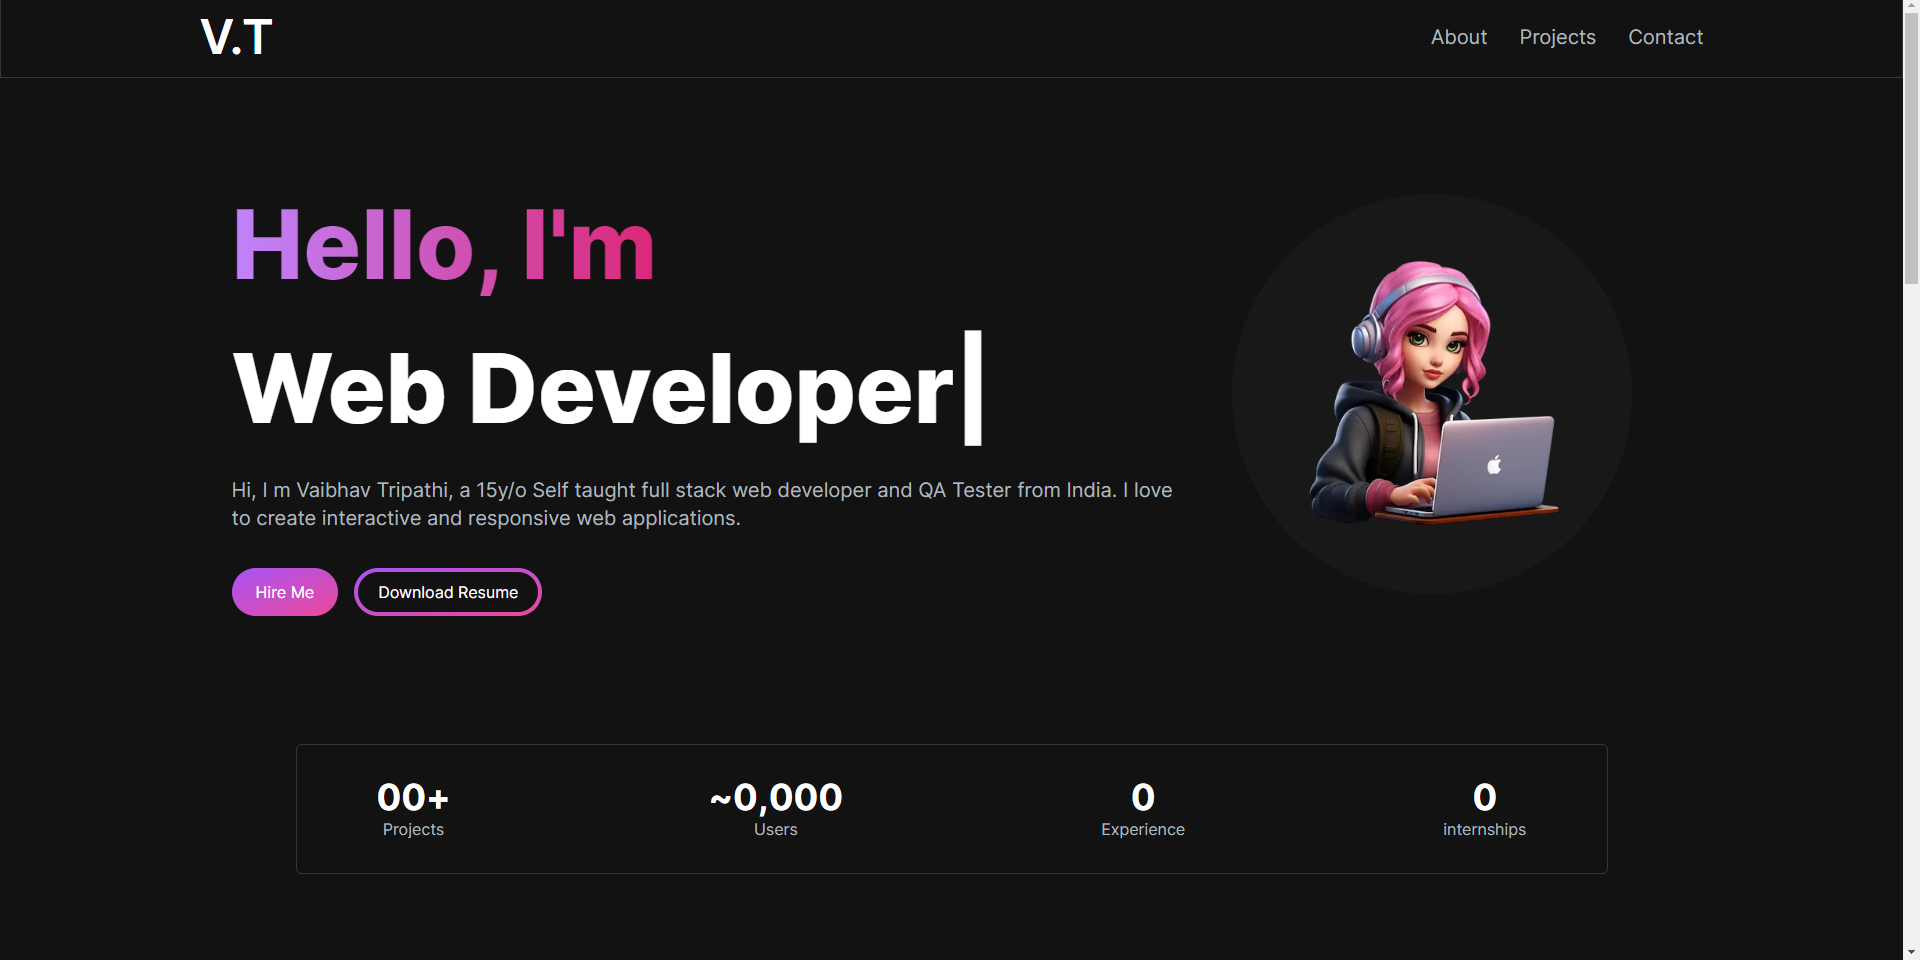 V.T
About Projects Contact
Hello, I'm
Web Developer|
Hi, I m Vaibhav Tripathi, a 15y/o Self taught full stack web developer and QA Tester from India. I love
to create interactive and responsive web applications.
Hire Me
Download Resume
00+
Projects
~0,000
Users
0
Experience
0
internships